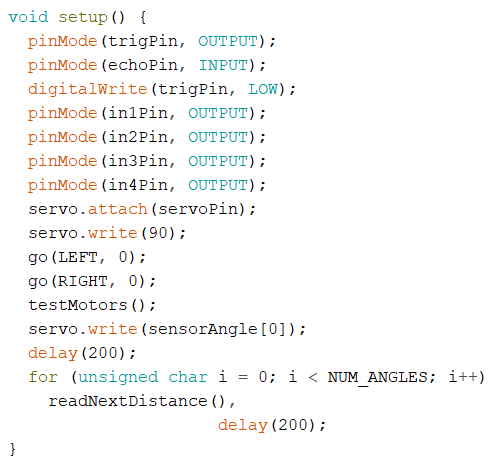 void setup() {
  pinMode(trigPin, OUTPUT);
  pinMode(echoPin, INPUT);
  digitalWrite(trigPin, LOW);
  pinMode(in1Pin, OUTPUT);
  pinMode(in2Pin, OUTPUT);
  pinMode(in3Pin, OUTPUT);
  pinMode(in4Pin, OUTPUT);
  servo.attach(servoPin);
  servo.write(90);
  go(LEFT, 0);
  go(RIGHT, 0);
  testMotors();
  servo.write(sensorAngle[0]);
  delay(200);
  for (unsigned char i = 0; i < NUM_ANGLES; i++)
    readNextDistance(),
                     delay(200);
}